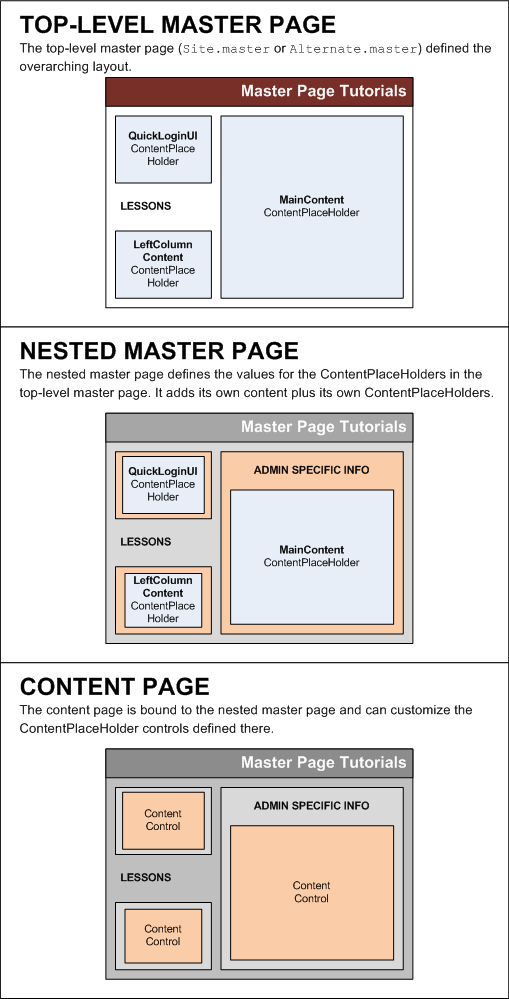 TOP-LEVEL MASTER PAGE
The top-level master page (Site.master or Alternate.master) defined the
overarching layout.
Master Page Tutorials
QuickLoginUI
ContentPlace
Holder
LESSONS
LeftColumn
Content
ContentPlace
Holder
MainContent
ContentPlaceHolder
NESTED MASTER PAGE
The nested master page defines the values for the ContentPlaceHolders in the
top-level master page. It adds its own content plus its own ContentPlaceHolders.
Master Page Tutorials
QuickLoginUI
ContentPlace
Holder
LESSONS
LeftColumn
Content
ContentPlace
Holder
ADMIN SPECIFIC INFO
MainContent
ContentPlaceHolder
CONTENT PAGE
The content page is bound to the nested master page and can customize the
ContentPlaceHolder controls defined there.
Master Page Tutorials
Content
Control
LESSONS
Content
Control
ADMIN SPECIFIC INFO
Content
Control